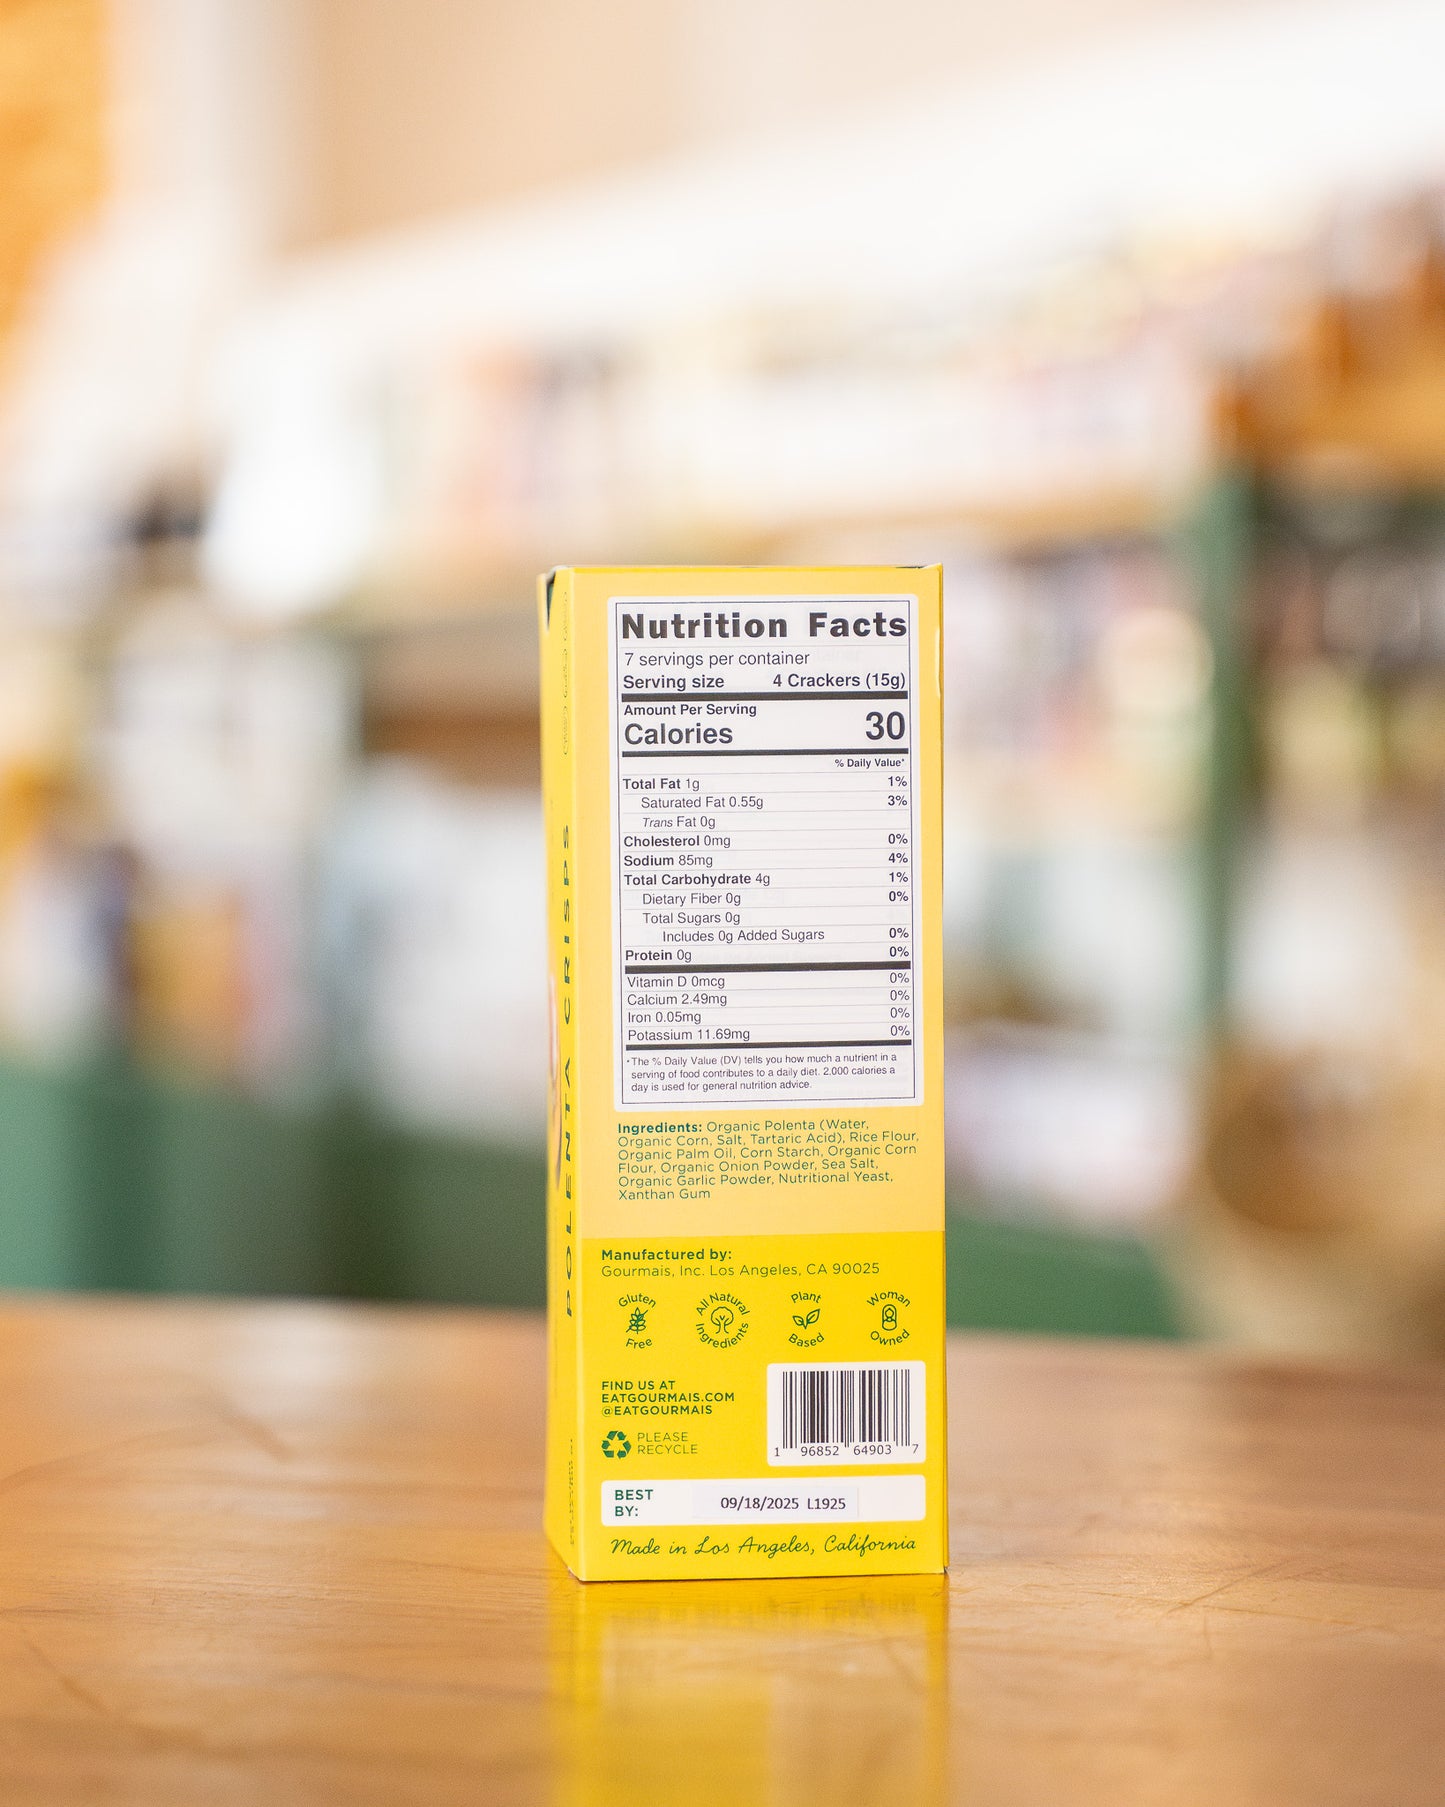 Nutrition Facts
7 servings per container
Serving size 4 Crackers (15g)
Amount Per Serving
Calories 30
% Daily Value*
Total Fat 1g 1%
Saturated Fat 0.55g 3%
Trans Fat 0g
Cholesterol 0mg 0%
Sodium 85mg 4%
Total Carbohydrate 4g 1%
Dietary Fiber 0g 0%
Total Sugars 0g
Includes 0g Added Sugars 0%
Protein 0g 0%
Vitamin D 0mcg 0%
Calcium 2.49mg 0%
Iron 0.05mg 0%
Potassium 11.69mg 0%
*The % Daily Value (DV) tells you how much a nutrient in a
serving of food contributes to a daily diet. 2,000 calories a
day is used for general nutrition advice.
Ingredients: Organic Polenta (Water,
Organic Corn, Salt, Tartaric Acid), Rice Flour,
Organic Palm Oil, Corn Starch, Organic Corn
Flour, Organic Onion Powder, Sea Salt,
Organic Garlic Powder, Nutritional Yeast,
Xanthan Gum
Manufactured by:
Gourmais, Inc. Los Angeles, CA 90025
Gluten Free
All Natural Ingredients
Plant Based
Woman Owned
FIND US AT
EATGOURMAIS.COM
@EATGOURMAIS
PLEASE
RECYCLE
1 96852 64903 7
BEST
BY:
09/18/2025 L1925
Made in Los Angeles, California
POLENTA CRISPS